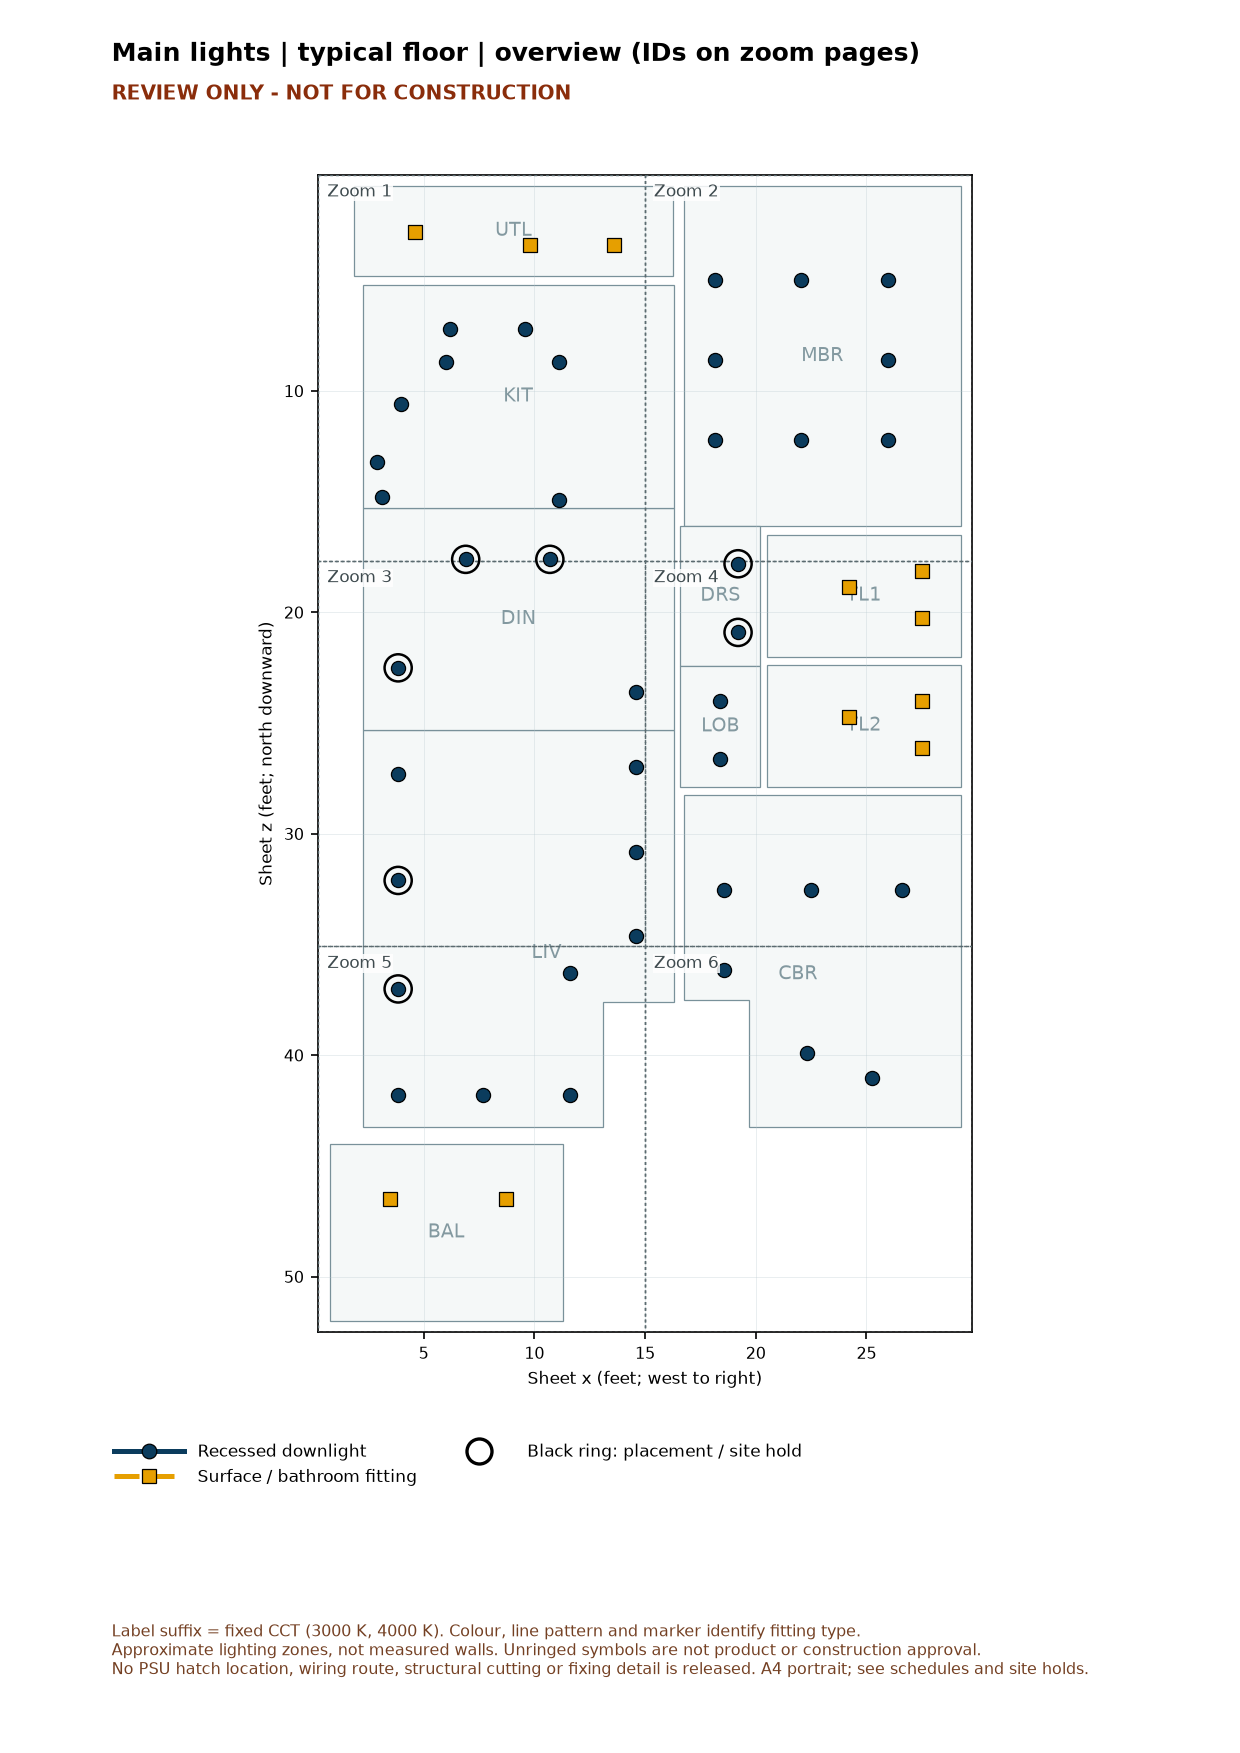 Main lights | typical floor | overview (IDs on zoom pages)
REVIEW ONLY - NOT FOR CONSTRUCTION
Zoom 1
Zoom 2
UTL
MBR
KIT
10
Zoom 3
Zoom 4
DRS
TL1
20
DIN
LOB
TL2
Sheet z (feet; north downward)
30
LIV
Zoom 5
Zoom 6
CBR
40
BAL
50
5 10 15 20 25
Sheet x (feet; west to right)
Recessed downlight
Black ring: placement / site hold
Surface / bathroom fitting
Label suffix = fixed CCT (3000 K, 4000 K). Colour, line pattern and marker identify fitting type.
Approximate lighting zones, not measured walls. Unringed symbols are not product or construction approval.
No PSU hatch location, wiring route, structural cutting or fixing detail is released. A4 portrait; see schedules and site holds.